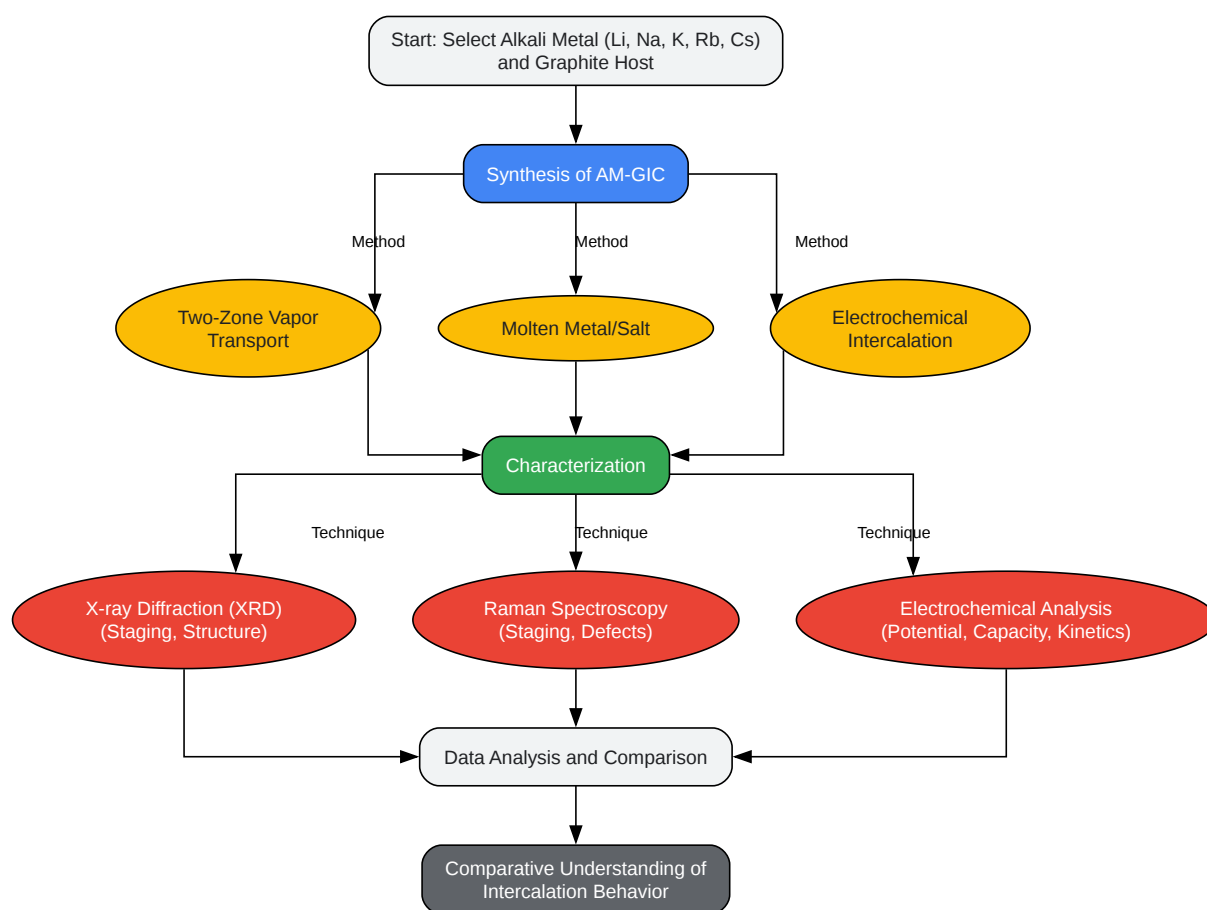 Start: Select Alkali Metal (Li, Na, K, Rb, Cs)
and Graphite Host
Synthesis of AM-GIC
Method
Method
Method
Two-Zone Vapor
Transport
Molten Metal/Salt
Electrochemical
Intercalation
Characterization
Technique
Technique
Technique
X-ray Diffraction (XRD)
(Staging, Structure)
Raman Spectroscopy
(Staging, Defects)
Electrochemical Analysis
(Potential, Capacity, Kinetics)
Data Analysis and Comparison
Comparative Understanding of
Intercalation Behavior